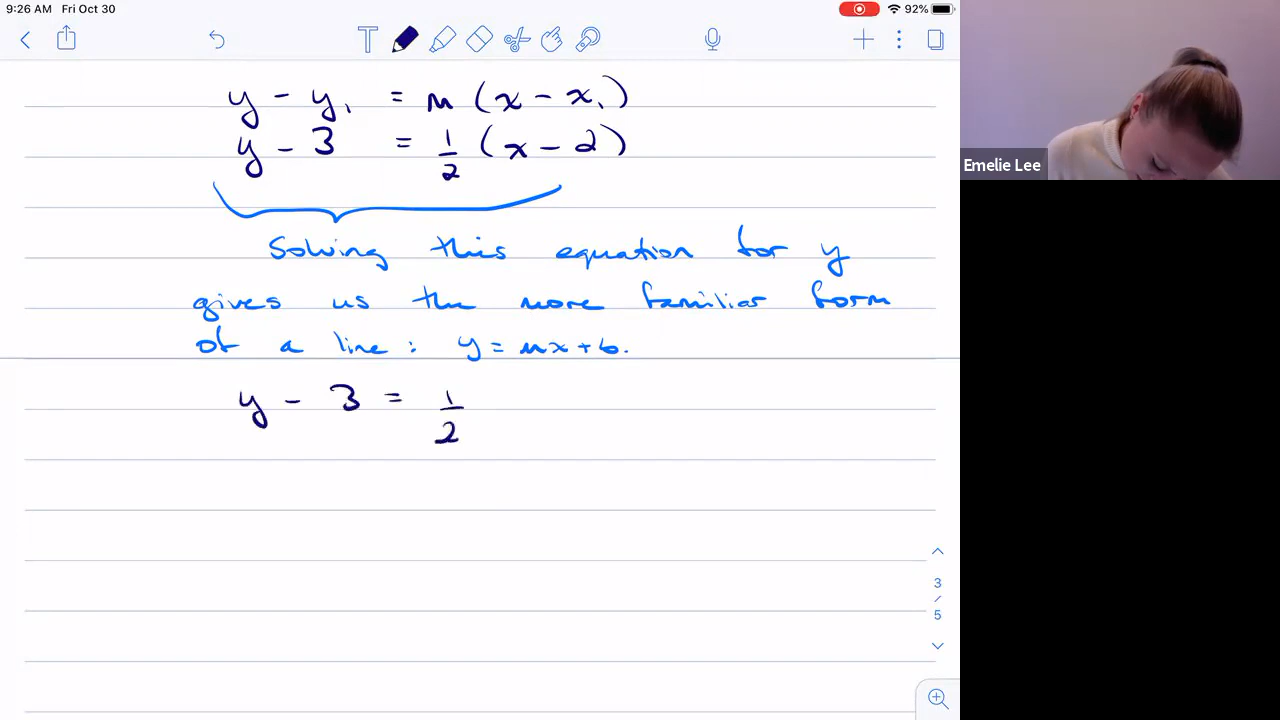 9:26 AM Fri Oct 30
92%
y - y₁ = m (x - x₁)
y - 3 = 1/2 (x - 2)
Emelie Lee
Solving this equation for y
gives us the more familiar form
of a line: y = mx + b.
y - 3 = 1/2
3
/
5